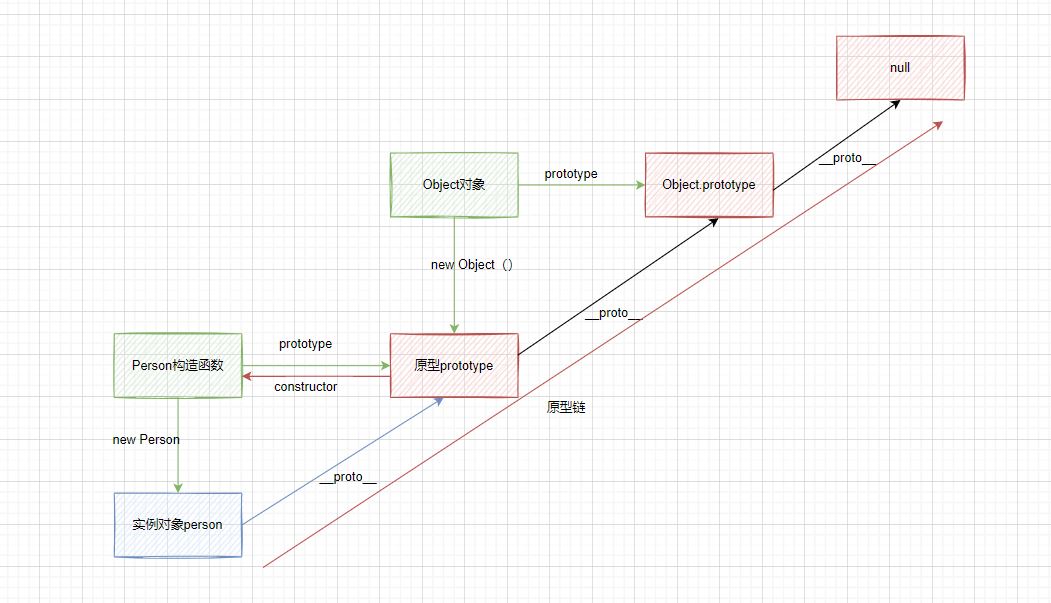 null
__proto__
Object对象
prototype
Object.prototype
new Object（）
__proto__
Person构造函数
prototype
constructor
原型prototype
原型链
new Person
__proto__
实例对象person